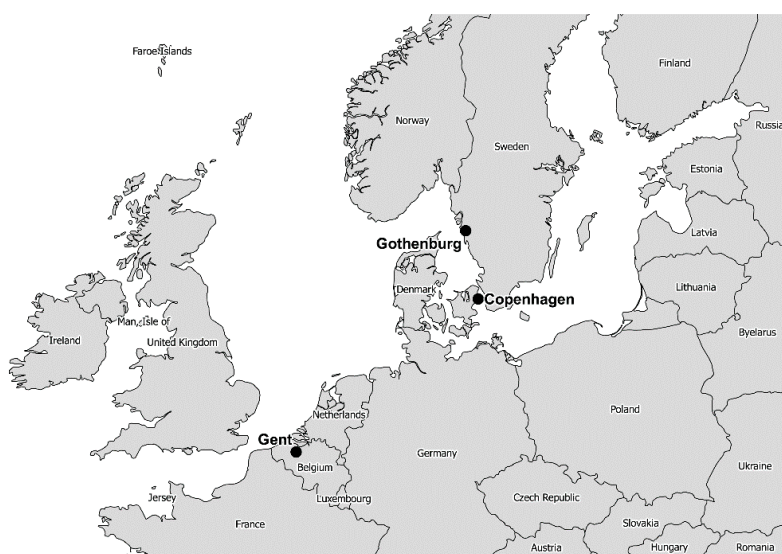 Faroe Islands
Finland
Norway
Russia
Sweden
Estonia
Gothenburg
Latvia
Denmark
Lithuania
Copenhagen
Man, Isle of
Byelarus
Ireland
United Kingdom
Netherlands
Poland
Gent
Germany
Belgium
Ukraine
Jersey
Luxembourg
Czech Republic
France
Slovakia
Austria
Hungary
Romania